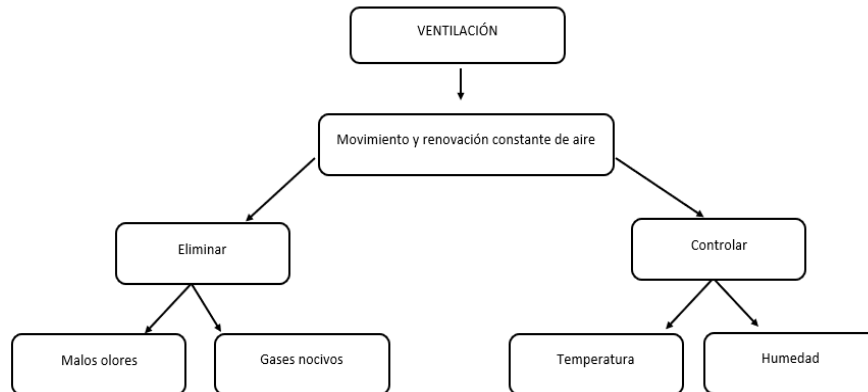 VENTILACIÓN
Movimiento y renovación constante de aire
Eliminar
Controlar
Malos olores
Gases nocivos
Temperatura
Humedad